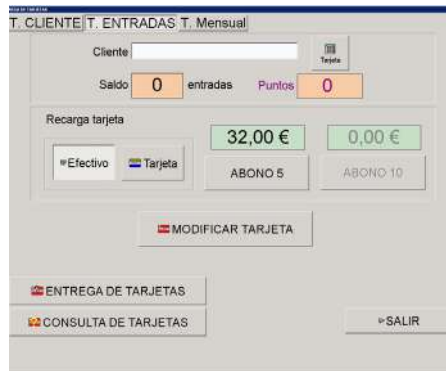 T. CLIENTE T. ENTRADAS T. Mensual
Cliente
Tarjeta
Saldo 0 entradas Puntos 0
Recarga tarjeta
32,00 € 0,00 €
Efectivo Tarjeta
ABONO 5 ABONO 10
MODIFICAR TARJETA
ENTREGA DE TARJETAS
CONSULTA DE TARJETAS
SALIR